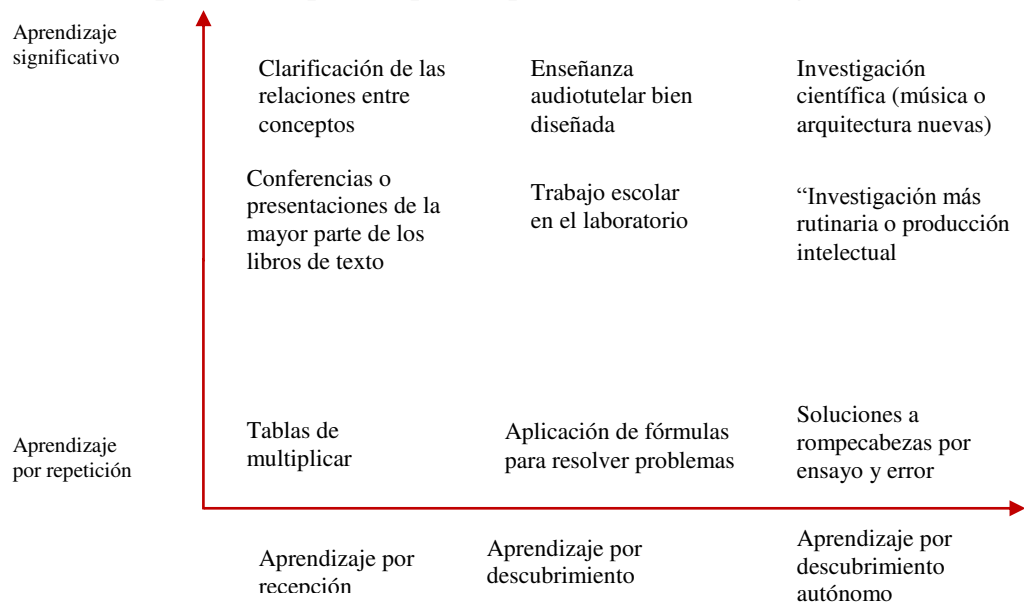 Aprendizaje
significativo
Clarificación de las
relaciones entre
conceptos
Enseñanza
audiotutelar bien
diseñada
Investigación
científica (música o
arquitectura nuevas)
Conferencias o
presentaciones de la
mayor parte de los
libros de texto
Trabajo escolar
en el laboratorio
“Investigación más
rutinaria o producción
intelectual
Aprendizaje
por repetición
Tablas de
multiplicar
Aplicación de fórmulas
para resolver problemas
Soluciones a
rompecabezas por
ensayo y error
Aprendizaje por
recepción
Aprendizaje por
descubrimiento
Aprendizaje por
descubrimiento
autónomo